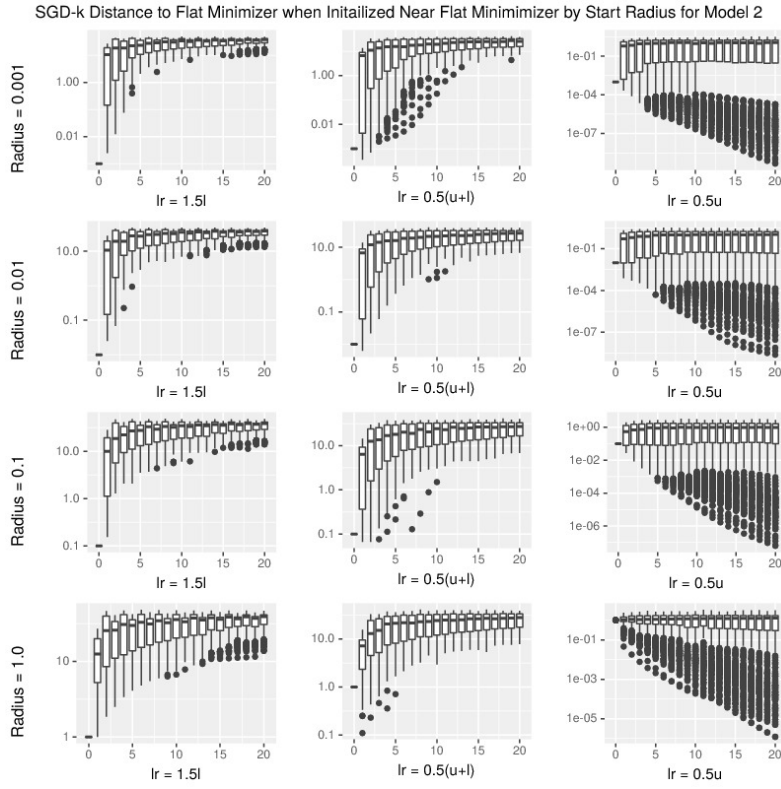 SGD-k Distance to Flat Minimizer when Initailized Near Flat Minimimizer by Start Radius for Model 2
Radius = 0.001
1.00
0.01
0 5 10 15 20
lr = 1.5l
1.00
0.01
0 5 10 15 20
lr = 0.5(u+l)
1e-01
1e-04
1e-07
0 5 10 15 20
lr = 0.5u
Radius = 0.01
10.0
0.1
0 5 10 15 20
lr = 1.5l
10.0
0.1
0 5 10 15 20
lr = 0.5(u+l)
1e-01
1e-04
1e-07
0 5 10 15 20
lr = 0.5u
Radius = 0.1
10.0
1.0
0.1
0 5 10 15 20
lr = 1.5l
10.0
1.0
0.1
0 5 10 15 20
lr = 0.5(u+l)
1e+00
1e-02
1e-04
1e-06
0 5 10 15 20
lr = 0.5u
Radius = 1.0
10
1
0 5 10 15 20
lr = 1.5l
10.0
1.0
0.1
0 5 10 15 20
lr = 0.5(u+l)
1e-01
1e-03
1e-05
0 5 10 15 20
lr = 0.5u